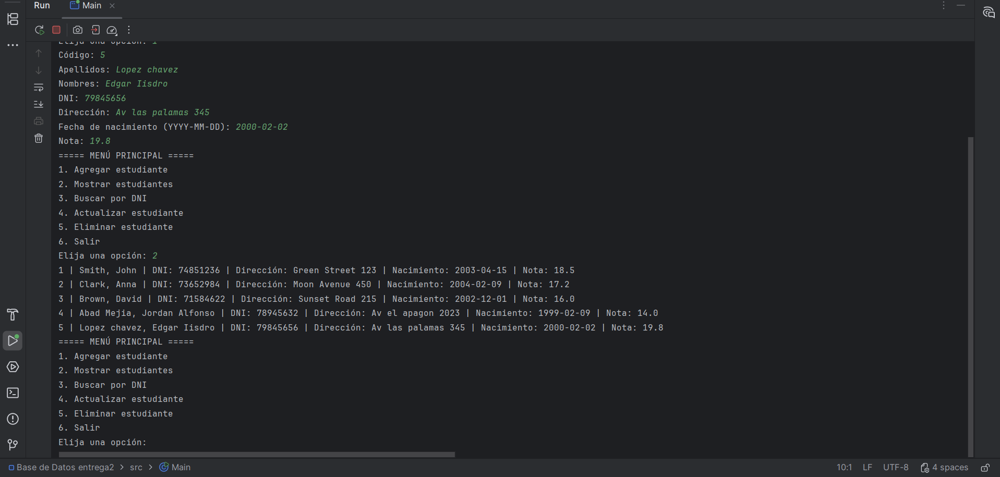 Run Main
Elija una opción: 1
Código: 5
Apellidos: Lopez chavez
Nombres: Edgar Iisdro
DNI: 79845656
Dirección: Av las palamas 345
Fecha de nacimiento (YYYY-MM-DD): 2000-02-02
Nota: 19.8
===== MENÚ PRINCIPAL =====
1. Agregar estudiante
2. Mostrar estudiantes
3. Buscar por DNI
4. Actualizar estudiante
5. Eliminar estudiante
6. Salir
Elija una opción: 2
1 | Smith, John | DNI: 74851236 | Dirección: Green Street 123 | Nacimiento: 2003-04-15 | Nota: 18.5
2 | Clark, Anna | DNI: 73652984 | Dirección: Moon Avenue 450 | Nacimiento: 2004-02-09 | Nota: 17.2
3 | Brown, David | DNI: 71584622 | Dirección: Sunset Road 215 | Nacimiento: 2002-12-01 | Nota: 16.0
4 | Abad Mejia, Jordan Alfonso | DNI: 78945632 | Dirección: Av el apagon 2023 | Nacimiento: 1999-02-09 | Nota: 14.0
5 | Lopez chavez, Edgar Iisdro | DNI: 79845656 | Dirección: Av las palamas 345 | Nacimiento: 2000-02-02 | Nota: 19.8
===== MENÚ PRINCIPAL =====
1. Agregar estudiante
2. Mostrar estudiantes
3. Buscar por DNI
4. Actualizar estudiante
5. Eliminar estudiante
6. Salir
Elija una opción:
Base de Datos entrega2 > src > Main 10:1 LF UTF-8 4 spaces